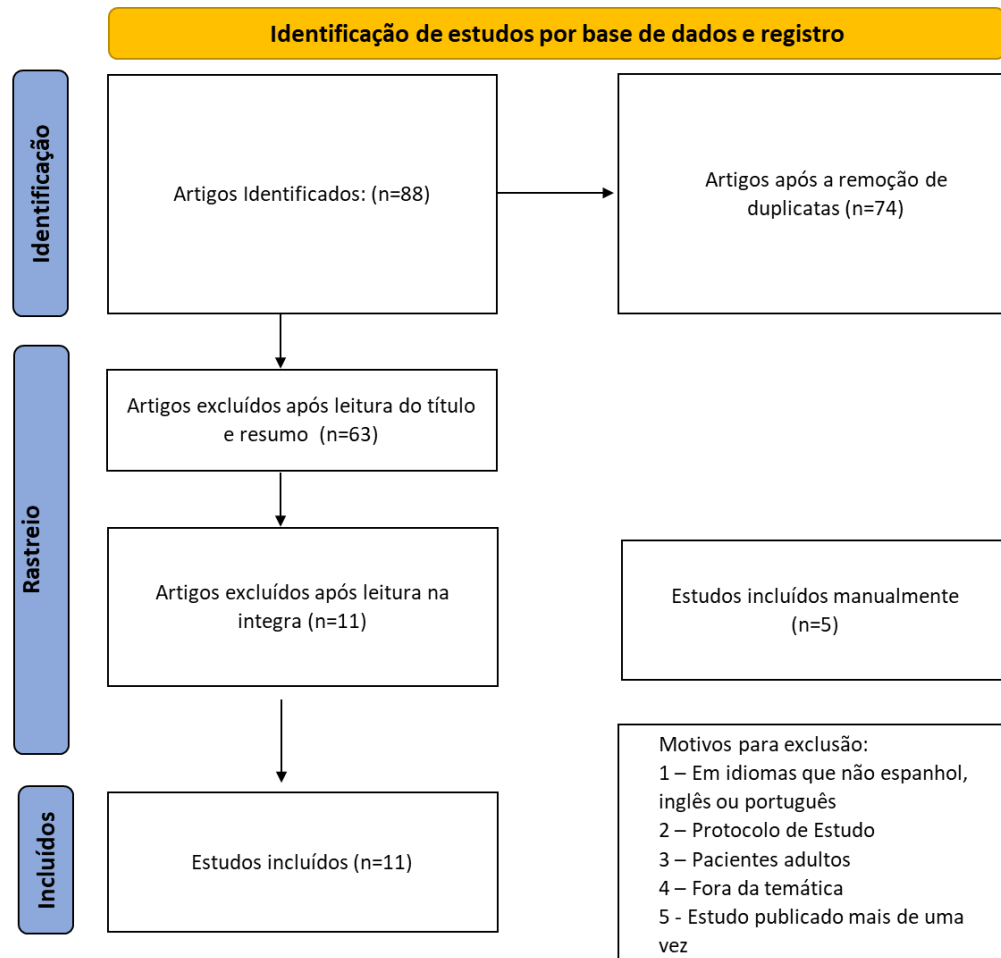 Identificação de estudos por base de dados e registro
Identificação
Artigos Identificados: (n=88)
Artigos após a remoção de
duplicatas (n=74)
Rastreio
Artigos excluídos após leitura do título
e resumo (n=63)
Artigos excluídos após leitura na
integra (n=11)
Estudos incluídos manualmente
(n=5)
Incluídos
Estudos incluídos (n=11)
Motivos para exclusão:
1 – Em idiomas que não espanhol,
inglês ou português
2 – Protocolo de Estudo
3 – Pacientes adultos
4 – Fora da temática
5 - Estudo publicado mais de uma
vez